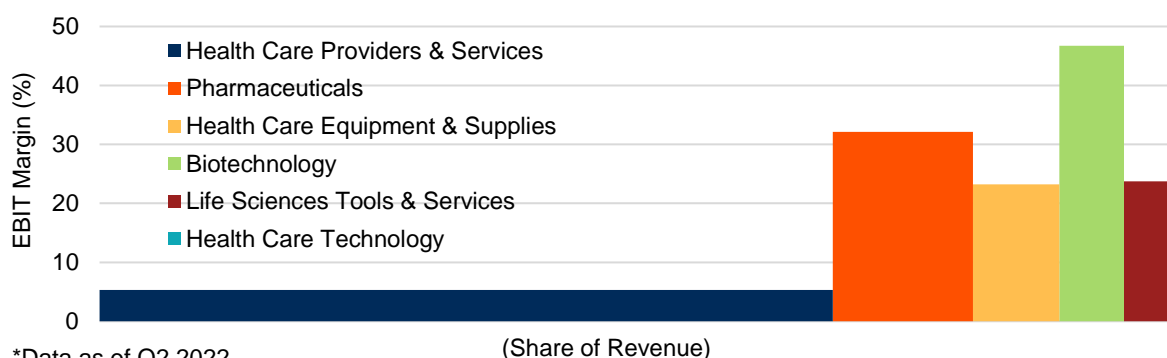 50
40
30
20
10
0
EBIT Margin (%)
Health Care Providers & Services
Pharmaceuticals
Health Care Equipment & Supplies
Biotechnology
Life Sciences Tools & Services
Health Care Technology
(Share of Revenue)
*Data as of Q2 2022